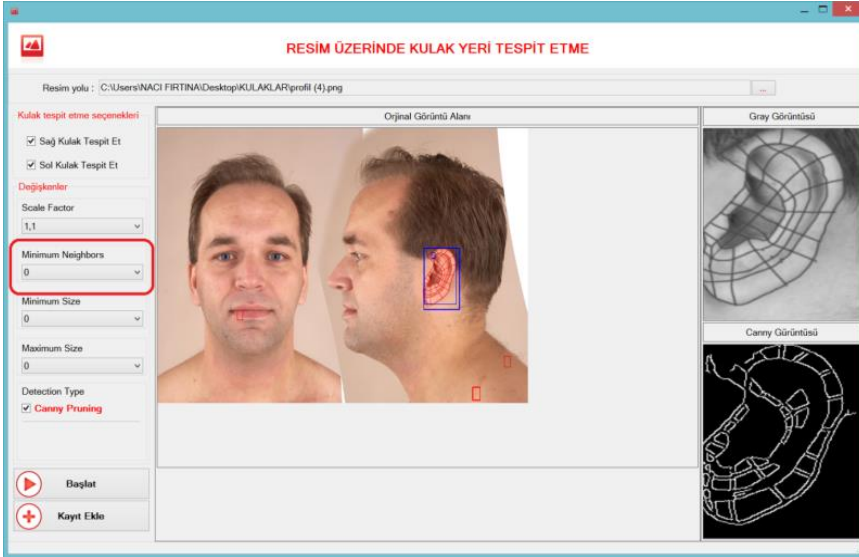 RESİM ÜZERİNDE KULAK YERİ TESPİT ETME
Resim yolu : C:\Users\NACI FIRTINA\Desktop\KULAKLAR\profil (4).png
...
Kulak tespit etme seçenekleri
Sağ Kulak Tespit Et
Sol Kulak Tespit Et
Değişkenler
Scale Factor
1,1
Minimum Neighbors
0
Minimum Size
0
Maximum Size
0
Detection Type
Canny Pruning
Başlat
Kayıt Ekle
Orjinal Görüntü Alanı
Gray Görüntüsü
Canny Görüntüsü